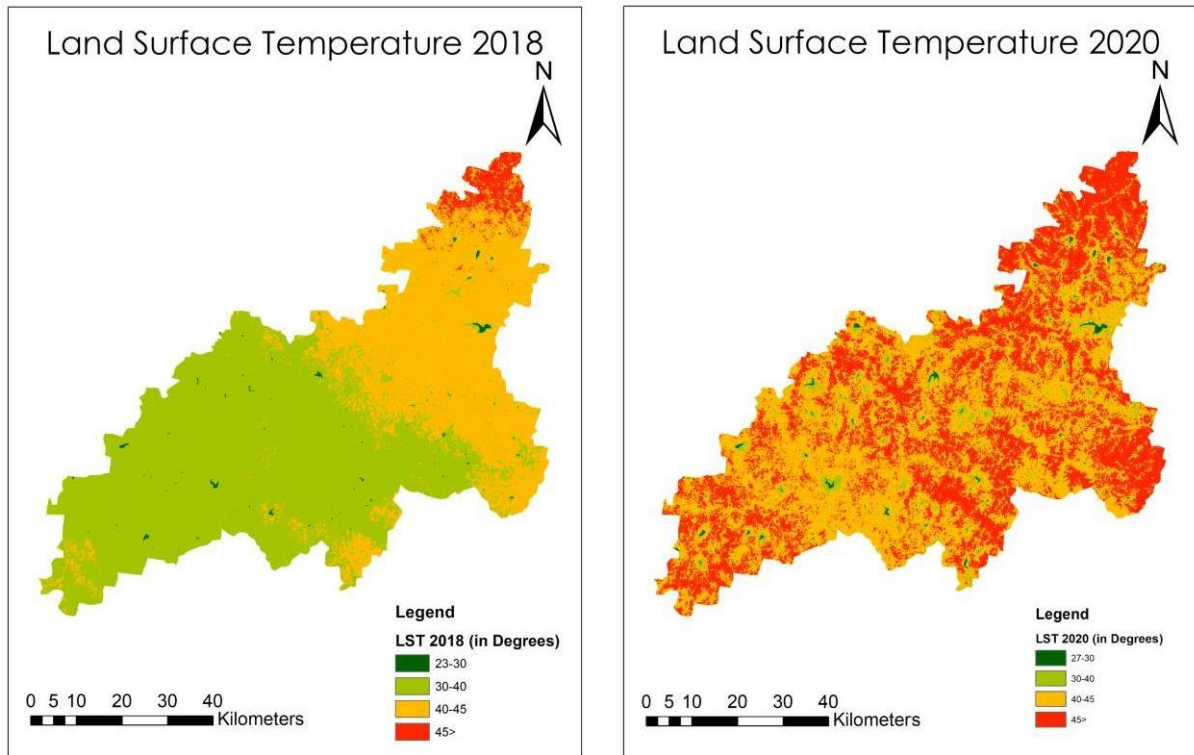 Land Surface Temperature 2018
N
Legend
LST 2018 (in Degrees)
23-30
30-40
40-45
45>
0 5 10 20 30 40
Kilometers
Land Surface Temperature 2020
N
Legend
LST 2020 (in Degrees)
27-30
30-40
40-45
45>
0 5 10 20 30 40
Kilometers